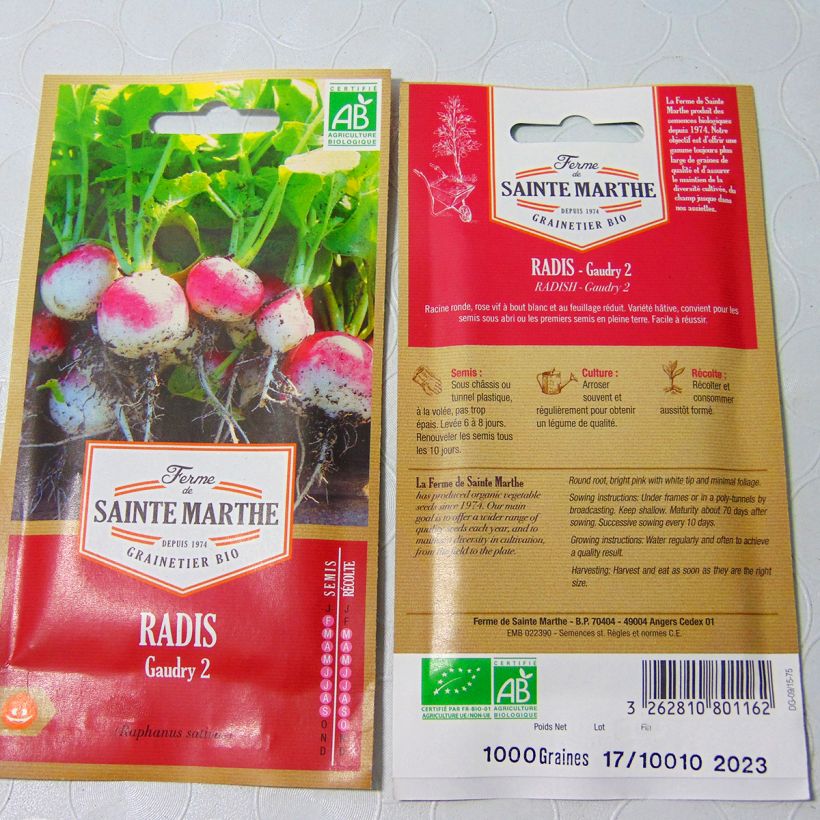 CERTIFIÉ
AB
AGRICULTURE
BIOLOGIQUE
Ferme
de
SAINTE MARTHE
DEPUIS 1974
GRAINETIER BIO
RADIS
Gaudry 2
(Raphanus sativus)
SEMIS
RÉCOLTE
J F M A M J J A S O N D
J F M A M J J A S O N D
Ferme
de
SAINTE MARTHE
DEPUIS 1974
GRAINETIER BIO
La Ferme de Sainte
Marthe produit des
semences biologiques
depuis 1974. Notre
objectif est d'offrir une
gamme toujours plus
large de graines de
qualité et d'assurer
le maintien de la
diversité cultivée, du
champ jusque dans
nos assiettes.
RADIS - Gaudry 2
RADISH - Gaudry 2
Racine ronde, rose vif à bout blanc et au feuillage réduit. Variété hâtive, convient pour les
semis sous abri ou les premiers semis en pleine terre. Facile à réussir.
Semis :
Sous châssis ou
tunnel plastique,
à la volée, pas trop
épais. Levée 6 à 8 jours.
Renouveler les semis tous
les 10 jours.
Culture :
Arroser
souvent et
régulièrement pour obtenir
un légume de qualité.
Récolte :
Récolter et
consommer
aussitôt formé.
La Ferme de Sainte Marthe
has produced organic vegetable
seeds since 1974. Our main
goal is to offer a wider range of
quality seeds each year, and to
maintain diversity in cultivation,
from the field to the plate.
Round root, bright pink with white tip and minimal foliage.
Sowing instructions: Under frames or in a poly-tunnels by
broadcasting. Keep shallow. Maturity about 70 days after
sowing. Successive sowing every 10 days.
Growing instructions: Water regularly and often to achieve
a quality result.
Harvesting; Harvest and eat as soon as they are the right
size.
Ferme de Sainte Marthe - B.P. 70404 - 49004 Angers Cedex 01
EMB 022390 - Semences st. Règles et normes C.E.
CERTIFIÉ PAR FR-BIO-01
AGRICULTURE UE/NON-UE
CERTIFIÉ
AB
AGRICULTURE
BIOLOGIQUE
3 262810 801162
DG-09/15-75
Poids Net Lot
1000 Graines 17/10010 2023